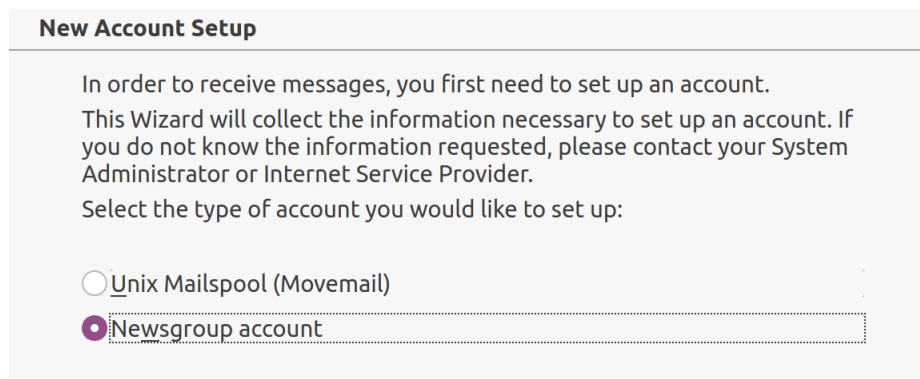 New Account Setup
In order to receive messages, you first need to set up an account.
This Wizard will collect the information necessary to set up an account. If
you do not know the information requested, please contact your System
Administrator or Internet Service Provider.
Select the type of account you would like to set up:
Unix Mailspool (Movemail)
Newsgroup account